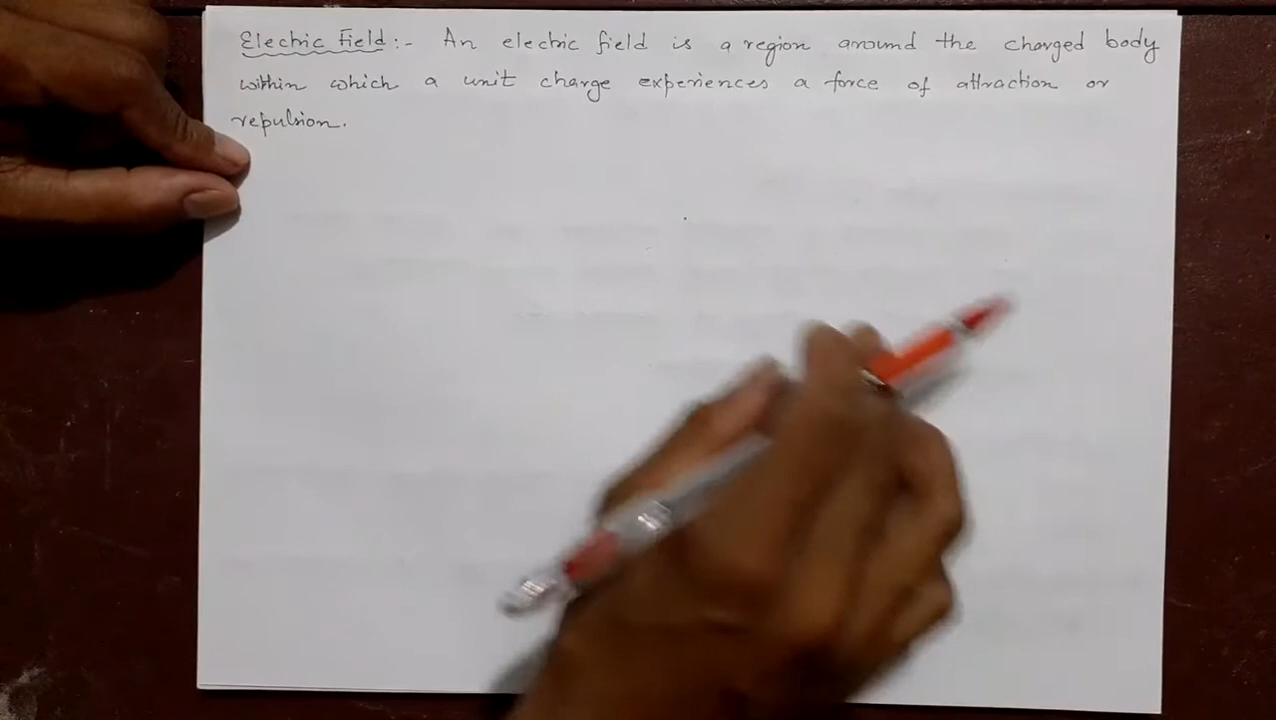 Electric Field:- An electric field is a region around the charged body
within which a unit charge experiences a force of attraction or
repulsion.